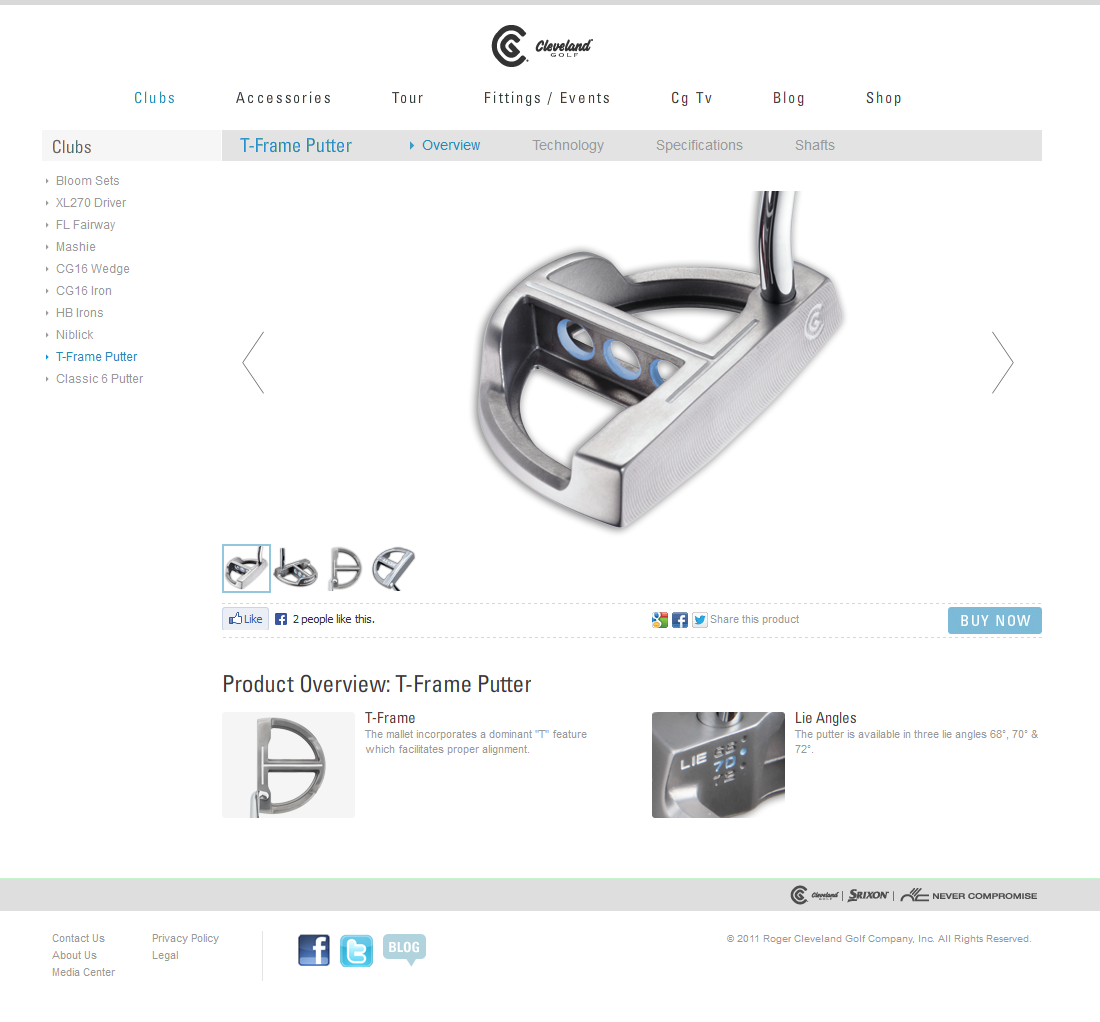 Cleveland
GOLF
Clubs Accessories Tour Fittings / Events Cg Tv Blog Shop
Clubs
T-Frame Putter Overview Technology Specifications Shafts
Bloom Sets
XL270 Driver
FL Fairway
Mashie
CG16 Wedge
CG16 Iron
HB Irons
Niblick
T-Frame Putter
Classic 6 Putter
Like 2 people like this.
Share this product
BUY NOW
Product Overview: T-Frame Putter
T-Frame
The mallet incorporates a dominant "T" feature
which facilitates proper alignment.
LIE 70
Lie Angles
The putter is available in three lie angles 68°, 70° &
72°.
Cleveland GOLF | SRIXON | NEVER COMPROMISE
Contact Us
About Us
Media Center
Privacy Policy
Legal
BLOG
© 2011 Roger Cleveland Golf Company, Inc. All Rights Reserved.